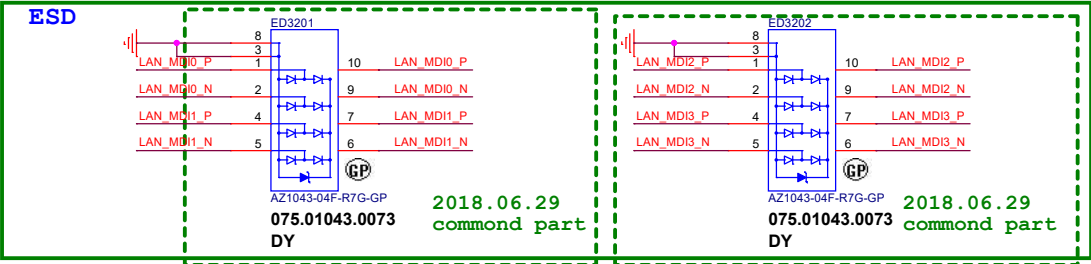 ESD
ED3201
8
3
LAN_MDI0_P 1 10 LAN_MDI0_P
LAN_MDI0_N 2 9 LAN_MDI0_N
LAN_MDI1_P 4 7 LAN_MDI1_P
LAN_MDI1_N 5 6 LAN_MDI1_N
GP
AZ1043-04F-R7G-GP
075.01043.0073
DY
2018.06.29
commond part
ED3202
8
3
LAN_MDI2_P 1 10 LAN_MDI2_P
LAN_MDI2_N 2 9 LAN_MDI2_N
LAN_MDI3_P 4 7 LAN_MDI3_P
LAN_MDI3_N 5 6 LAN_MDI3_N
GP
AZ1043-04F-R7G-GP
075.01043.0073
DY
2018.06.29
commond part